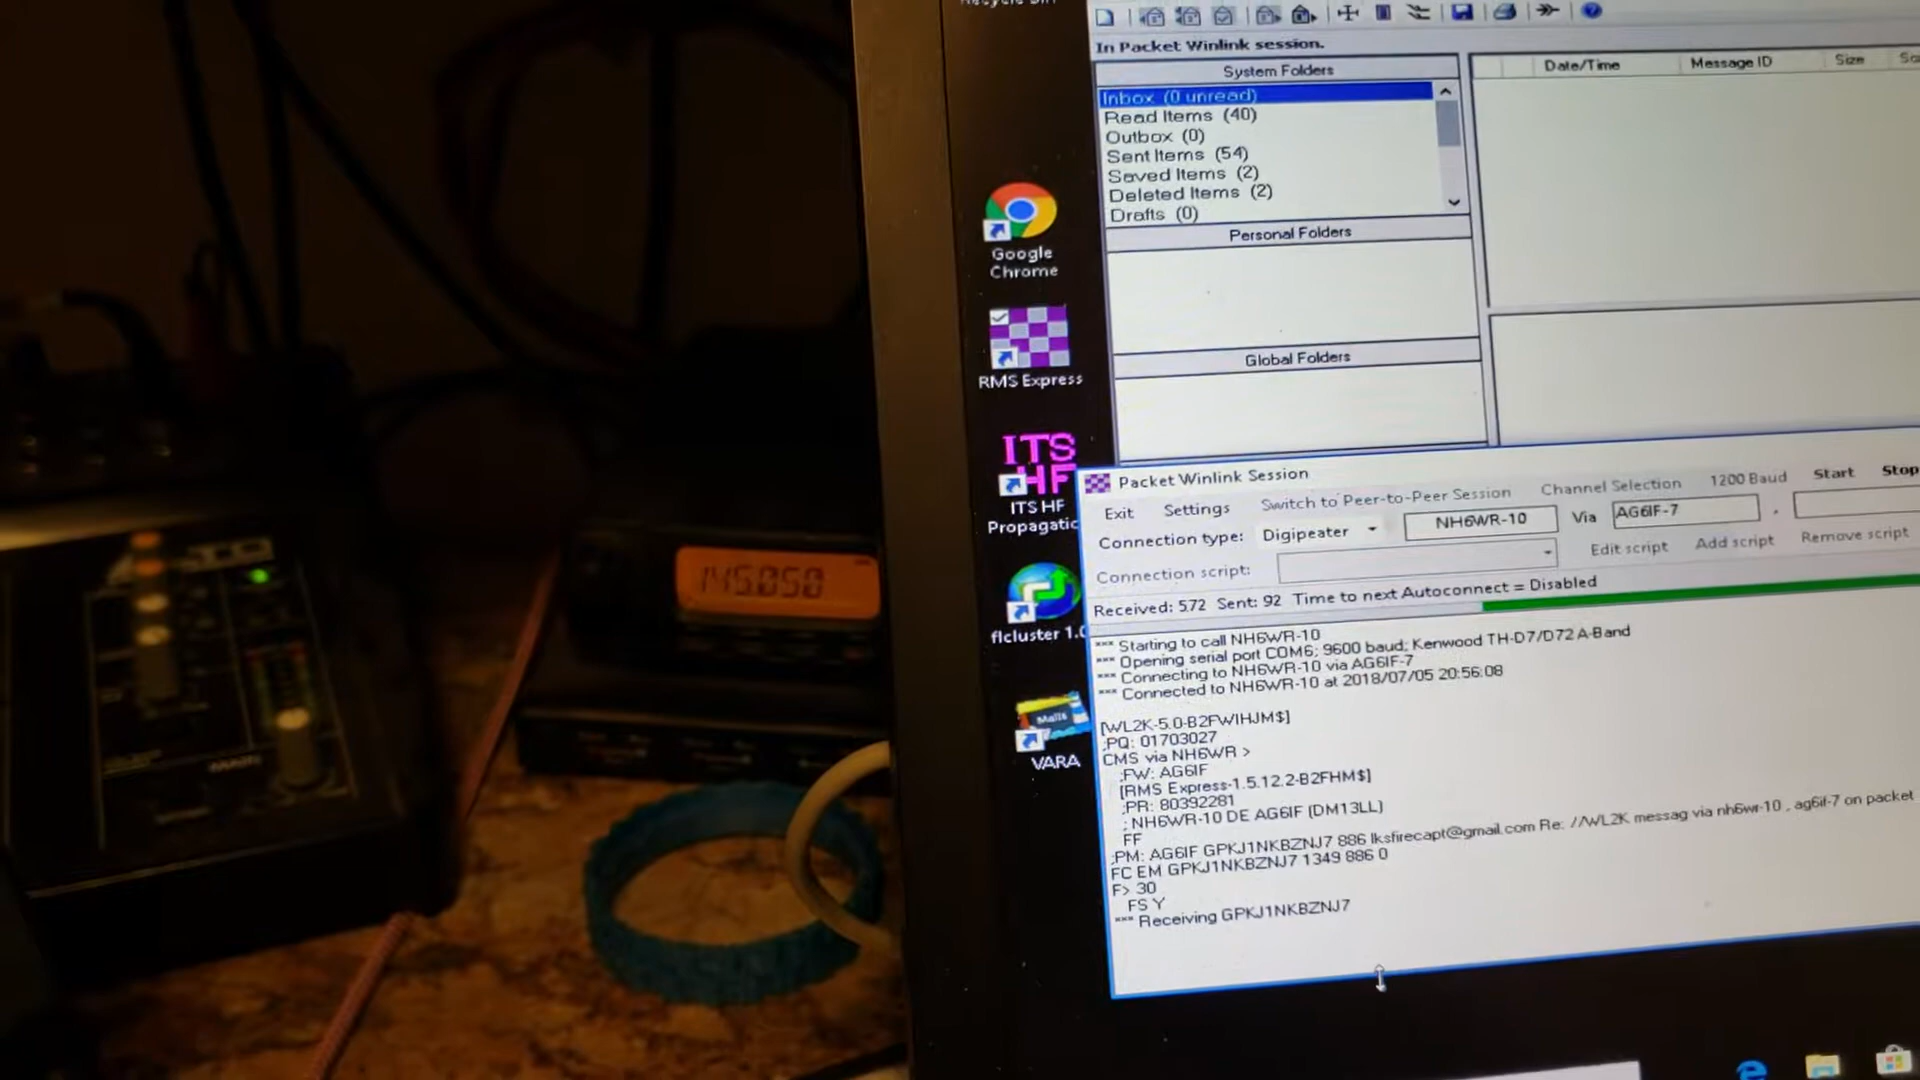 In Packet Winlink session.
System Folders
Inbox (0 unread)
Read Items (40)
Outbox (0)
Sent Items (54)
Saved Items (2)
Deleted Items (2)
Drafts (0)
Personal Folders
Global Folders
Date/Time Message ID Size
Google
Chrome
RMS Express
ITS
HF
ITS HF
Propagatic
flcluster 1.0
VARA
145.050
Packet Winlink Session
Exit Settings Switch to Peer-to-Peer Session Channel Selection 1200 Baud Start Stop
Connection type: Digipeater NH6WR-10 Via AG6IF-7 ,
Connection script: Edit script Add script Remove script
Received: 572 Sent: 92 Time to next Autoconnect = Disabled
*** Starting to call NH6WR-10
*** Opening serial port COM6; 9600 baud; Kenwood TH-D7/D72 A-Band
*** Connecting to NH6WR-10 via AG6IF-7
*** Connected to NH6WR-10 at 2018/07/05 20:56:08
[WL2K-5.0-B2FWIHJM$]
;PQ: 01703027
CMS via NH6WR >
;FW: AG6IF
[RMS Express-1.5.12.2-B2FHM$]
;PR: 80392281
; NH6WR-10 DE AG6IF (DM13LL)
FF
;PM: AG6IF GPKJ1NKBZNJ7 886 lksfirecapt@gmail.com Re: //WL2K messag via nh6wr-10 , ag6if-7 on packet
FC EM GPKJ1NKBZNJ7 1349 886 0
F> 30
FS Y
*** Receiving GPKJ1NKBZNJ7